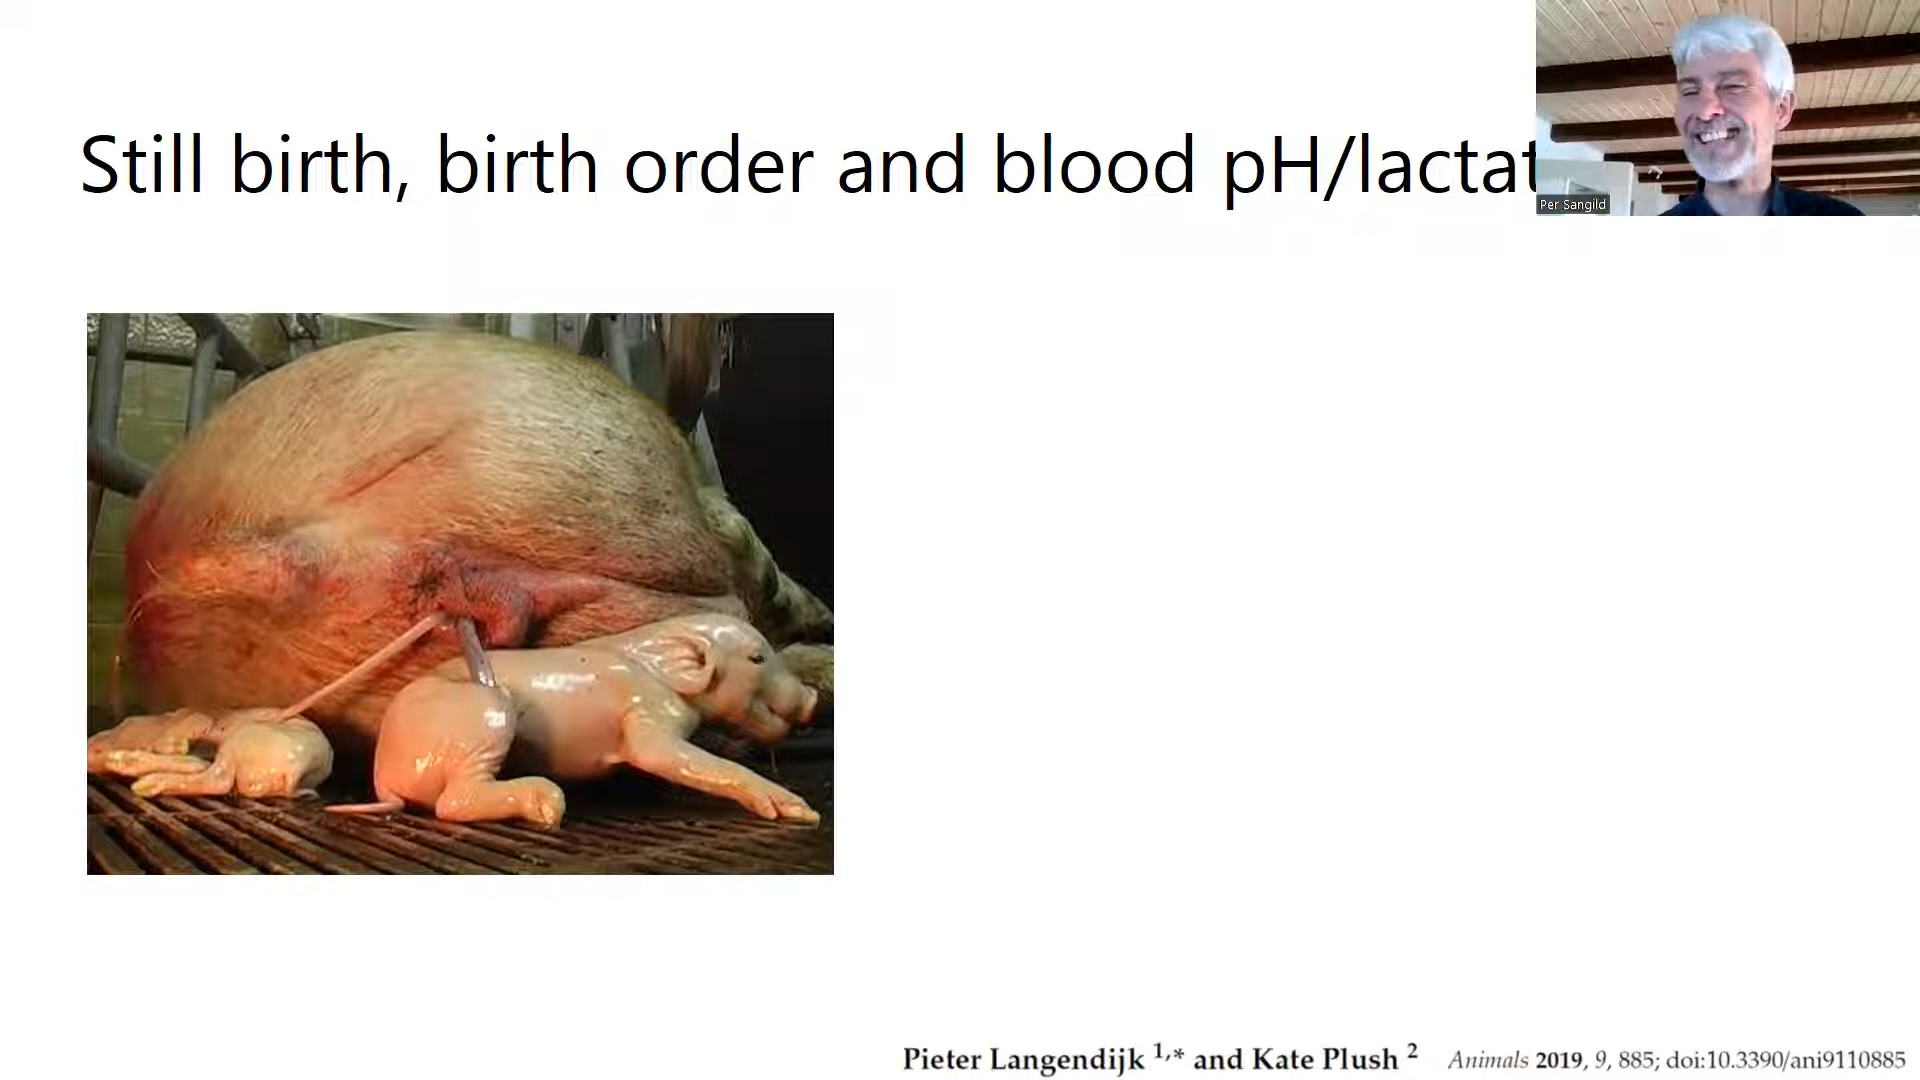 Still birth, birth order and blood pH/lactat
Per Sangild
Pieter Langendijk 1,* and Kate Plush 2 Animals 2019, 9, 885; doi:10.3390/ani9110885